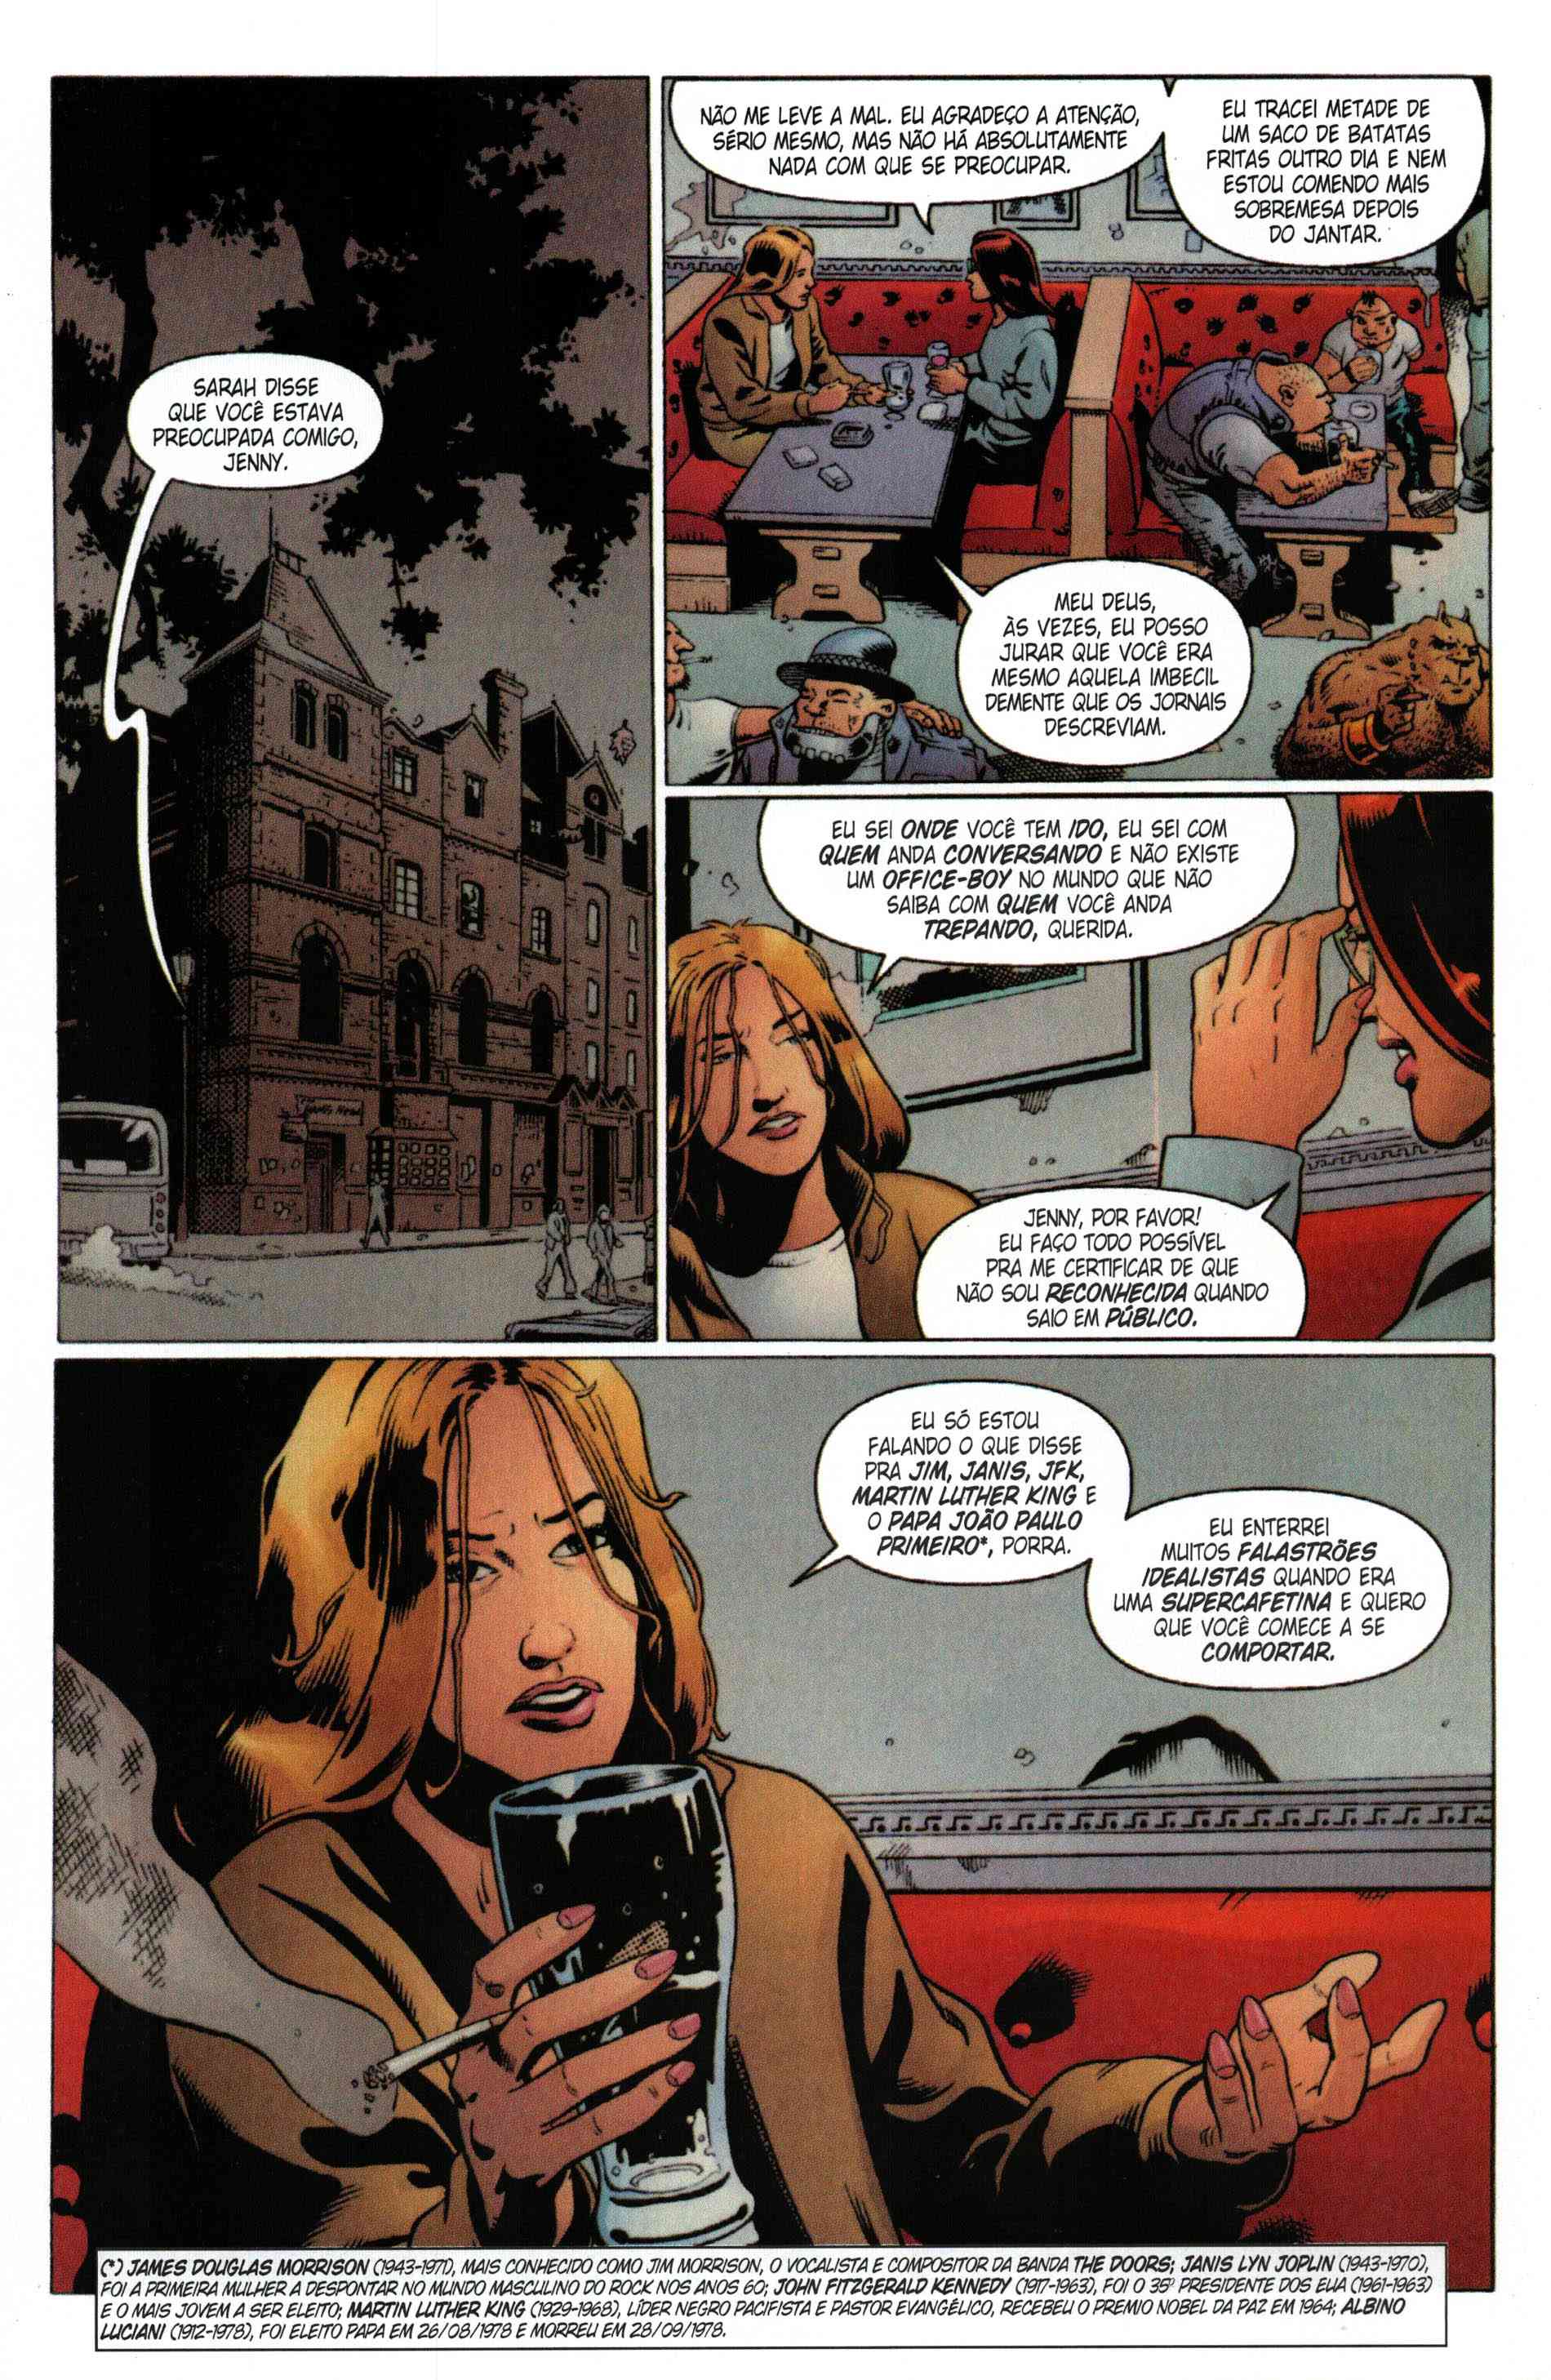 SARAH DISSE
QUE VOCÊ ESTAVA
PREOCUPADA COMIGO,
JENNY.
NÃO ME LEVE A MAL. EU AGRADEÇO A ATENÇÃO,
SÉRIO MESMO, MAS NÃO HÁ ABSOLUTAMENTE
NADA COM QUE SE PREOCUPAR.
EU TRACEI METADE DE
UM SACO DE BATATAS
FRITAS OUTRO DIA E NEM
ESTOU COMENDO MAIS
SOBREMESA DEPOIS
DO JANTAR.
MEU DEUS,
ÀS VEZES, EU POSSO
JURAR QUE VOCÊ ERA
MESMO AQUELA IMBECIL
DEMENTE QUE OS JORNAIS
DESCREVIAM.
EU SEI ONDE VOCÊ TEM IDO, EU SEI COM
QUEM ANDA CONVERSANDO E NÃO EXISTE
UM OFFICE-BOY NO MUNDO QUE NÃO
SAIBA COM QUEM VOCÊ ANDA
TREPANDO, QUERIDA.
JENNY, POR FAVOR!
EU FAÇO TODO POSSÍVEL
PRA ME CERTIFICAR DE QUE
NÃO SOU RECONHECIDA QUANDO
SAIO EM PÚBLICO.
EU SÓ ESTOU
FALANDO O QUE DISSE
PRA JIM, JANIS, JFK,
MARTIN LUTHER KING E
O PAPA JOÃO PAULO
PRIMEIRO*, PORRA.
EU ENTERREI
MUITOS FALASTRÕES
IDEALISTAS QUANDO ERA
UMA SUPERCAFETINA E QUERO
QUE VOCÊ COMECE A SE
COMPORTAR.
(*) JAMES DOUGLAS MORRISON (1943-1971), MAIS CONHECIDO COMO JIM MORRISON, O VOCALISTA E COMPOSITOR DA BANDA THE DOORS; JANIS LYN JOPLIN (1943-1970),
FOI A PRIMEIRA MULHER A DESPONTAR NO MUNDO MASCULINO DO ROCK NOS ANOS 60; JOHN FITZGERALD KENNEDY (1917-1963), FOI O 35º PRESIDENTE DOS EUA (1961-1963)
E O MAIS JOVEM A SER ELEITO; MARTIN LUTHER KING (1929-1968), LÍDER NEGRO PACIFISTA E PASTOR EVANGÉLICO, RECEBEU O PREMIO NOBEL DA PAZ EM 1964; ALBINO
LUCIANI (1912-1978), FOI ELEITO PAPA EM 26/08/1978 E MORREU EM 28/09/1978.